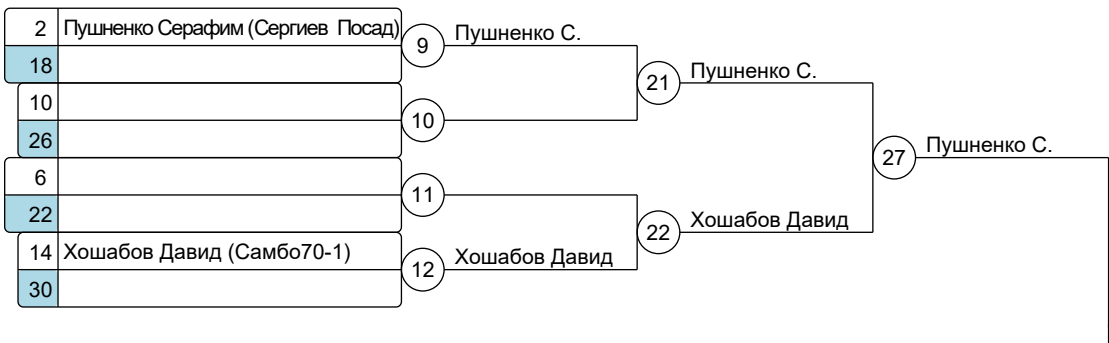 2 Пушненко Серафим (Сергиев Посад)
9 Пушненко С.
18
21 Пушненко С.
10
10
26
27 Пушненко С.
6
11
22
22 Хошабов Давид
14 Хошабов Давид (Самбо70-1)
12 Хошабов Давид
30